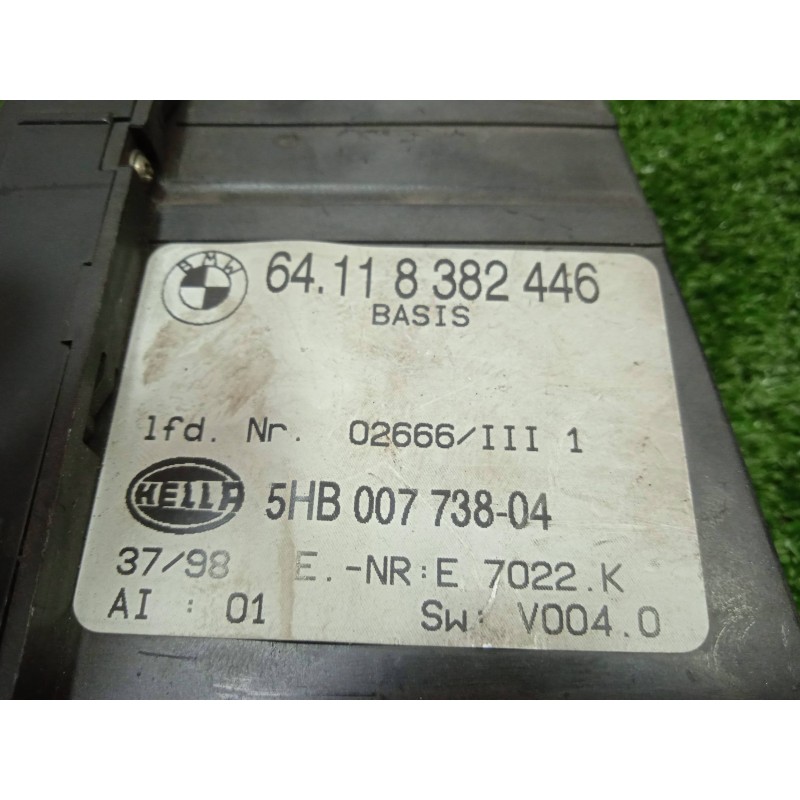 BMW 64.11 8 382 446
BASIS
lfd. Nr. 02666/III 1
HELLA 5HB 007 738-04
37/98 E.-NR:E 7022.K
AI : 01 Sw: V004.0